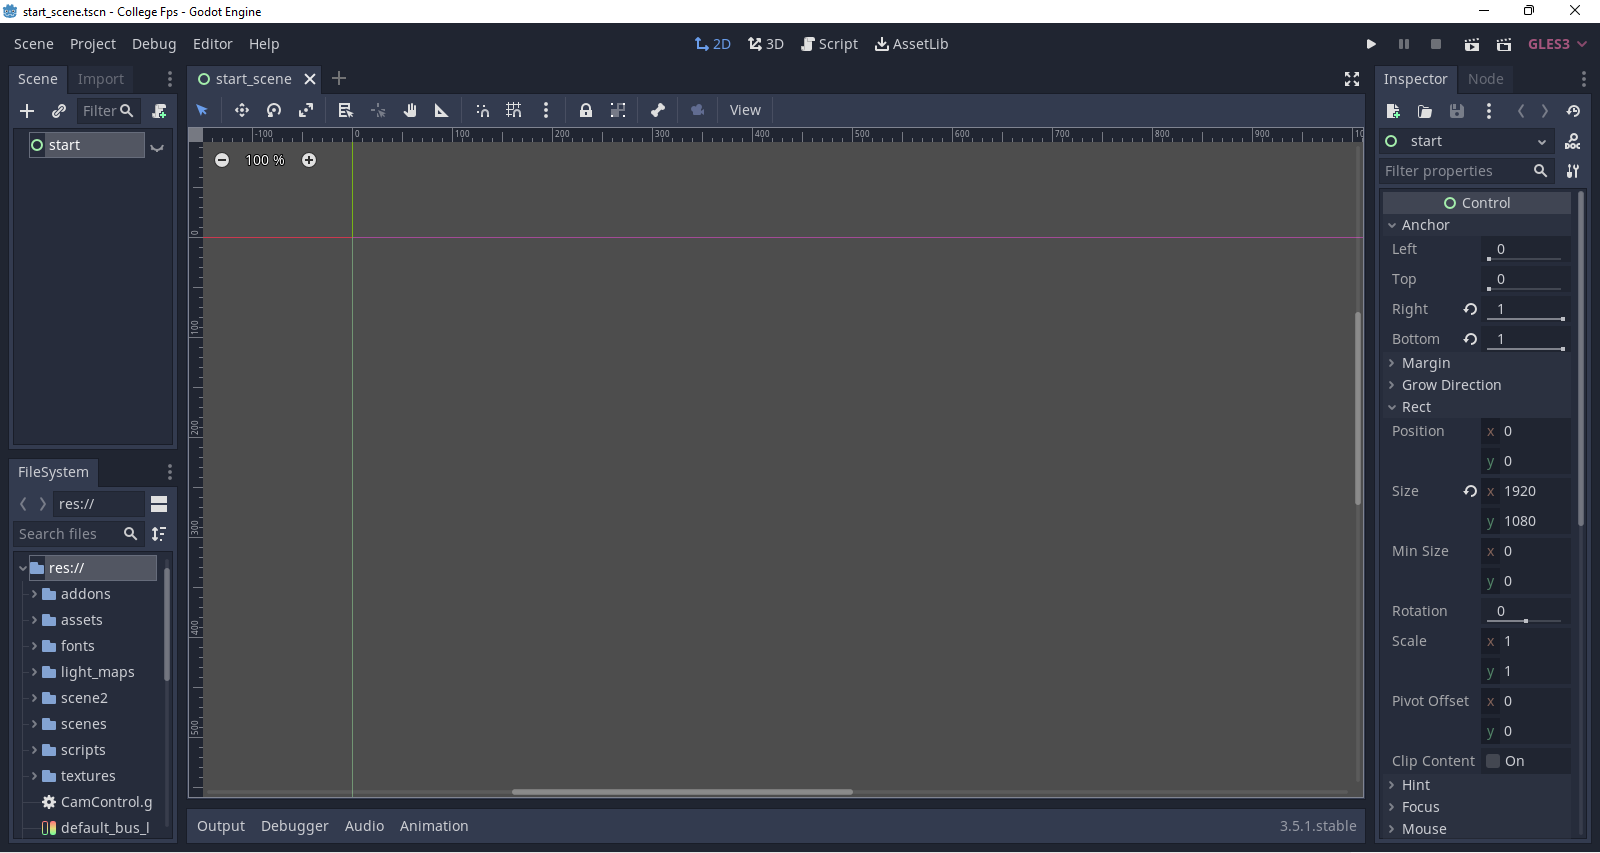 start_scene.tscn - College Fps - Godot Engine
Scene Project Debug Editor Help
2D 3D Script AssetLib
GLES3
Scene Import
Filter
start
start_scene
View
-100 0 100 200 300 400 500 600 700 800 900 10
100 %
0
100
200
300
400
500
FileSystem
res://
Search files
res://
addons
assets
fonts
light_maps
scene2
scenes
scripts
textures
CamControl.g
default_bus_l
Output Debugger Audio Animation
3.5.1.stable
Inspector Node
start
DOC
Filter properties
Control
Anchor
Left 0
Top 0
Right 1
Bottom 1
Margin
Grow Direction
Rect
Position x 0
y 0
Size x 1920
y 1080
Min Size x 0
y 0
Rotation 0
Scale x 1
y 1
Pivot Offset x 0
y 0
Clip Content On
Hint
Focus
Mouse